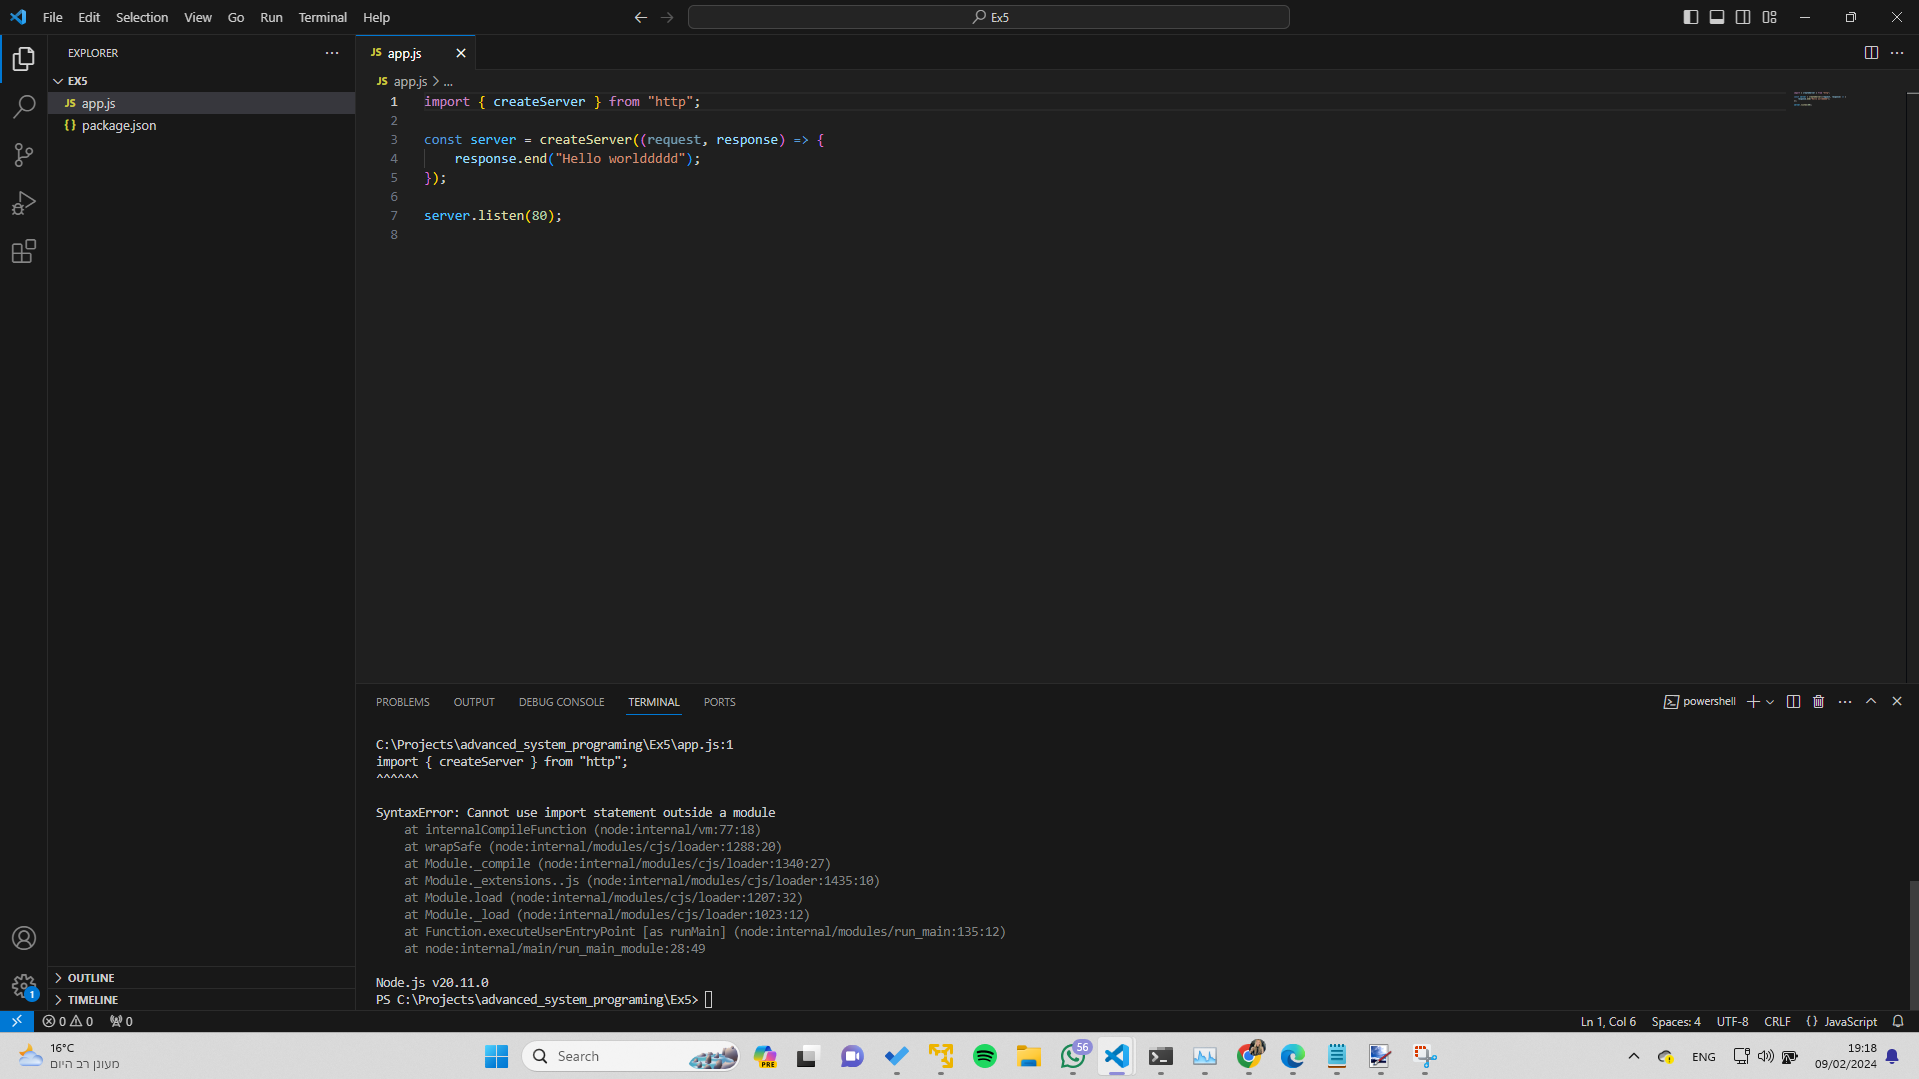 File Edit Selection View Go Run Terminal Help
Ex5
EXPLORER
EX5
JS app.js
{} package.json
OUTLINE
TIMELINE
JS app.js
JS app.js > ...
1 import { createServer } from "http";
2
3 const server = createServer((request, response) => {
4 response.end("Hello worlddddd");
5 });
6
7 server.listen(80);
8
PROBLEMS OUTPUT DEBUG CONSOLE TERMINAL PORTS
powershell
C:\Projects\advanced_system_programing\Ex5\app.js:1
import { createServer } from "http";
^^^^^^
SyntaxError: Cannot use import statement outside a module
at internalCompileFunction (node:internal/vm:77:18)
at wrapSafe (node:internal/modules/cjs/loader:1288:20)
at Module._compile (node:internal/modules/cjs/loader:1340:27)
at Module._extensions..js (node:internal/modules/cjs/loader:1435:10)
at Module.load (node:internal/modules/cjs/loader:1207:32)
at Module._load (node:internal/modules/cjs/loader:1023:12)
at Function.executeUserEntryPoint [as runMain] (node:internal/modules/run_main:135:12)
at node:internal/main/run_main_module:28:49
Node.js v20.11.0
PS C:\Projects\advanced_system_programing\Ex5>
1
0 0 0
Ln 1, Col 6 Spaces: 4 UTF-8 CRLF {} JavaScript
16°C
מעונן רב היום
Search
PRE
56
ENG
19:18
09/02/2024